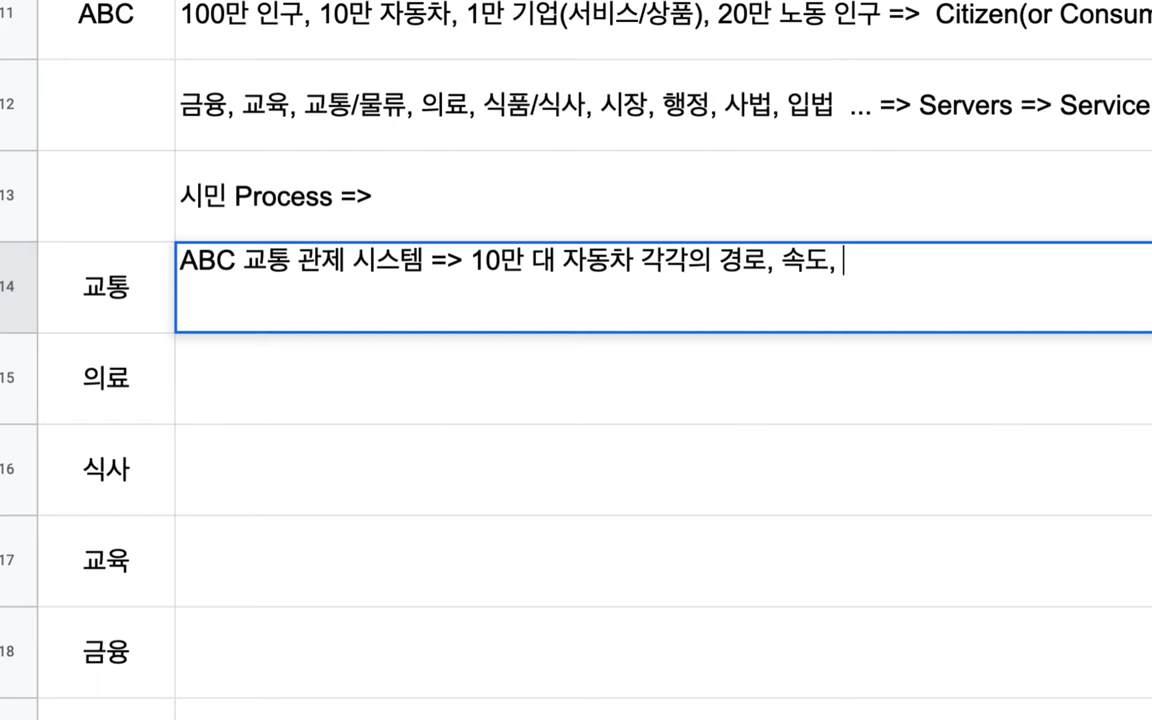 11 ABC 100만 인구, 10만 자동차, 1만 기업(서비스/상품), 20만 노동 인구 => Citizen(or Consum
12 금융, 교육, 교통/물류, 의료, 식품/식사, 시장, 행정, 사법, 입법 ... => Servers => Service
13 시민 Process =>
14 교통 ABC 교통 관제 시스템 => 10만 대 자동차 각각의 경로, 속도,
15 의료
16 식사
17 교육
18 금융